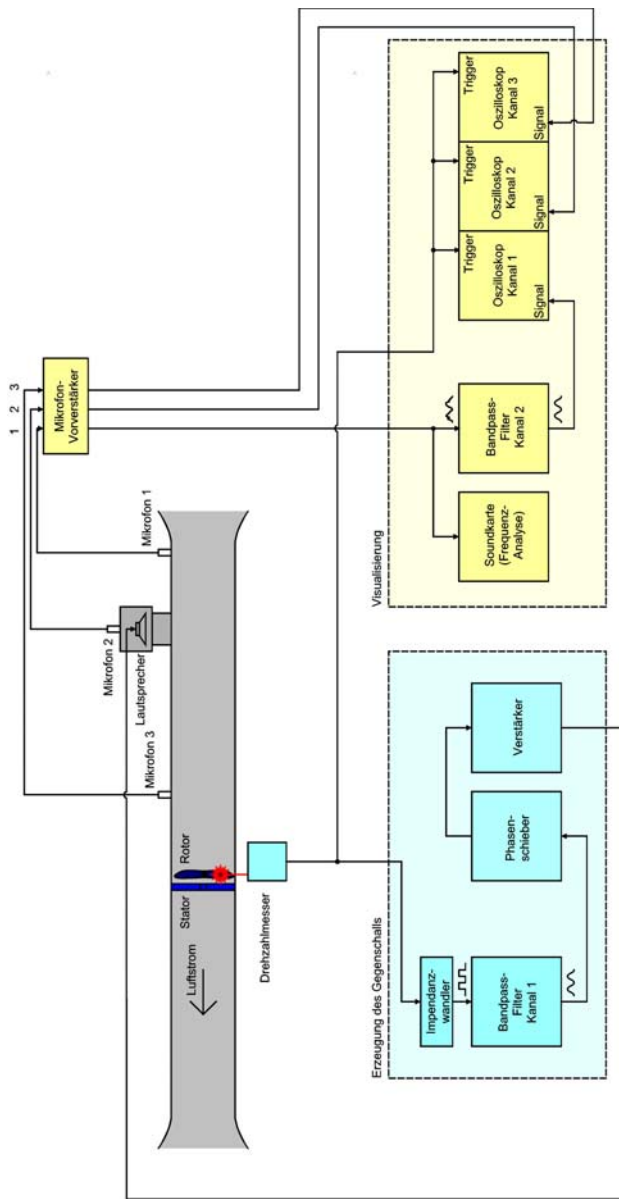 1 2 3
Mikrofon-
Vorverstärker
Mikrofon 1
Mikrofon 2
Lautsprecher
Mikrofon 3
Rotor
Stator
Luftstrom
Drehzahlmesser
Erzeugung des Gegenschalls
Impendanz-
wandler
Bandpass-
Filter
Kanal 1
Phasen-
schieber
Verstärker
Visualisierung
Soundkarte
(Frequenz-
Analyse)
Bandpass-
Filter
Kanal 2
Trigger
Oszilloskop
Kanal 1
Signal
Trigger
Oszilloskop
Kanal 2
Signal
Trigger
Oszilloskop
Kanal 3
Signal